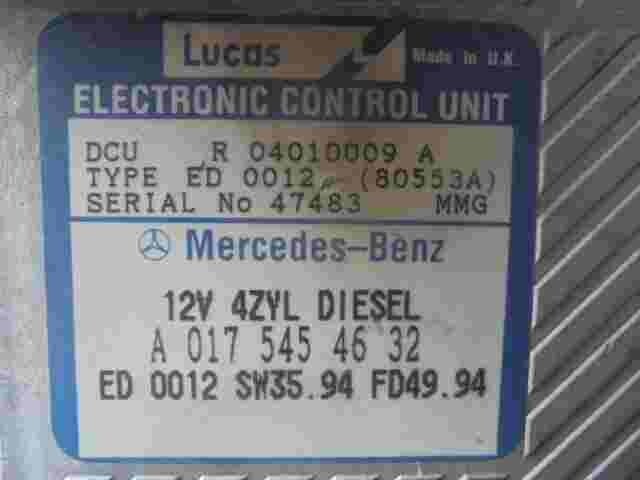 Lucas Made in U.K.
ELECTRONIC CONTROL UNIT
DCU R 04010009 A
TYPE ED 0012 (80553A)
SERIAL No 47483 MMG
Mercedes-Benz
12V 4ZYL DIESEL
A 017 545 46 32
ED 0012 SW35.94 FD49.94